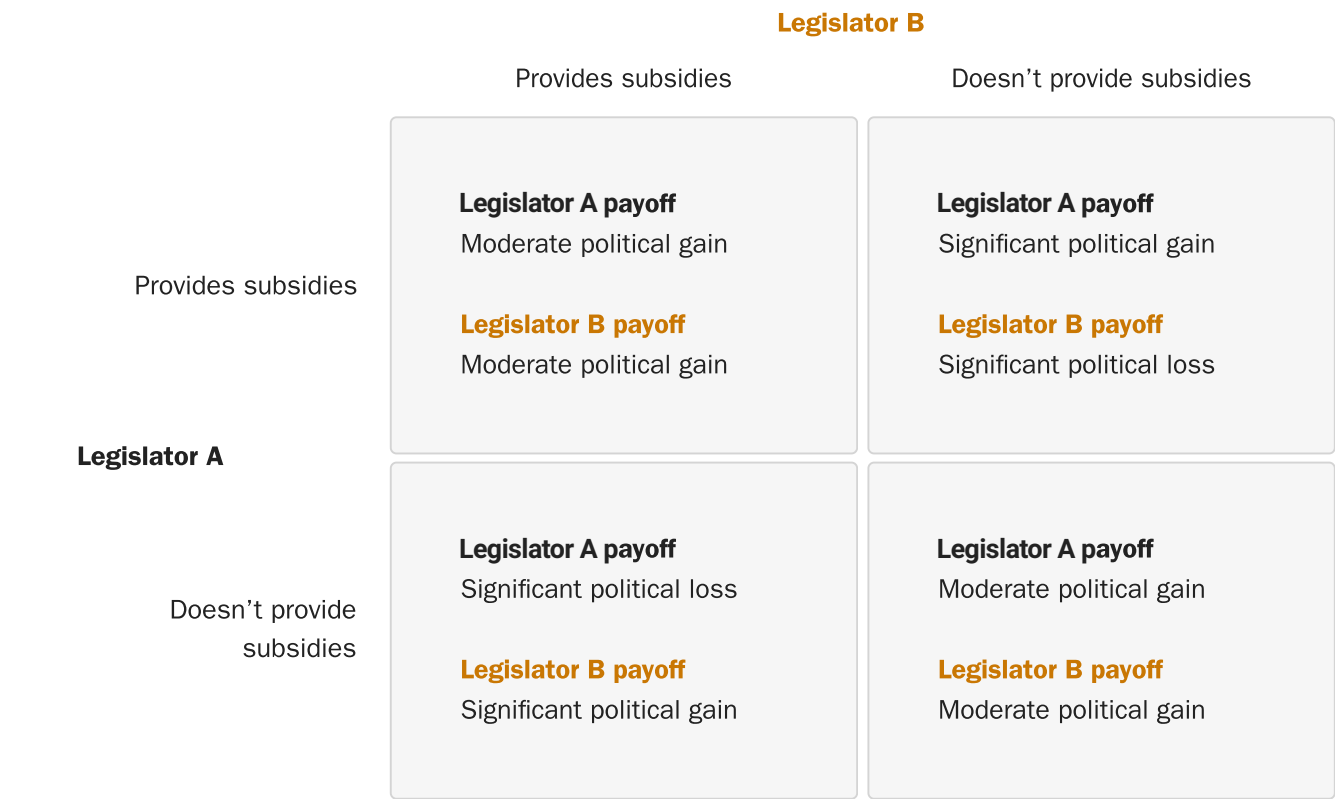 Legislator B
Provides subsidies
Doesn’t provide subsidies
Legislator A payoff
Moderate political gain
Legislator B payoff
Moderate political gain
Legislator A payoff
Significant political gain
Legislator B payoff
Significant political loss
Provides subsidies
Legislator A
Legislator A payoff
Significant political loss
Legislator B payoff
Significant political gain
Legislator A payoff
Moderate political gain
Legislator B payoff
Moderate political gain
Doesn’t provide
subsidies